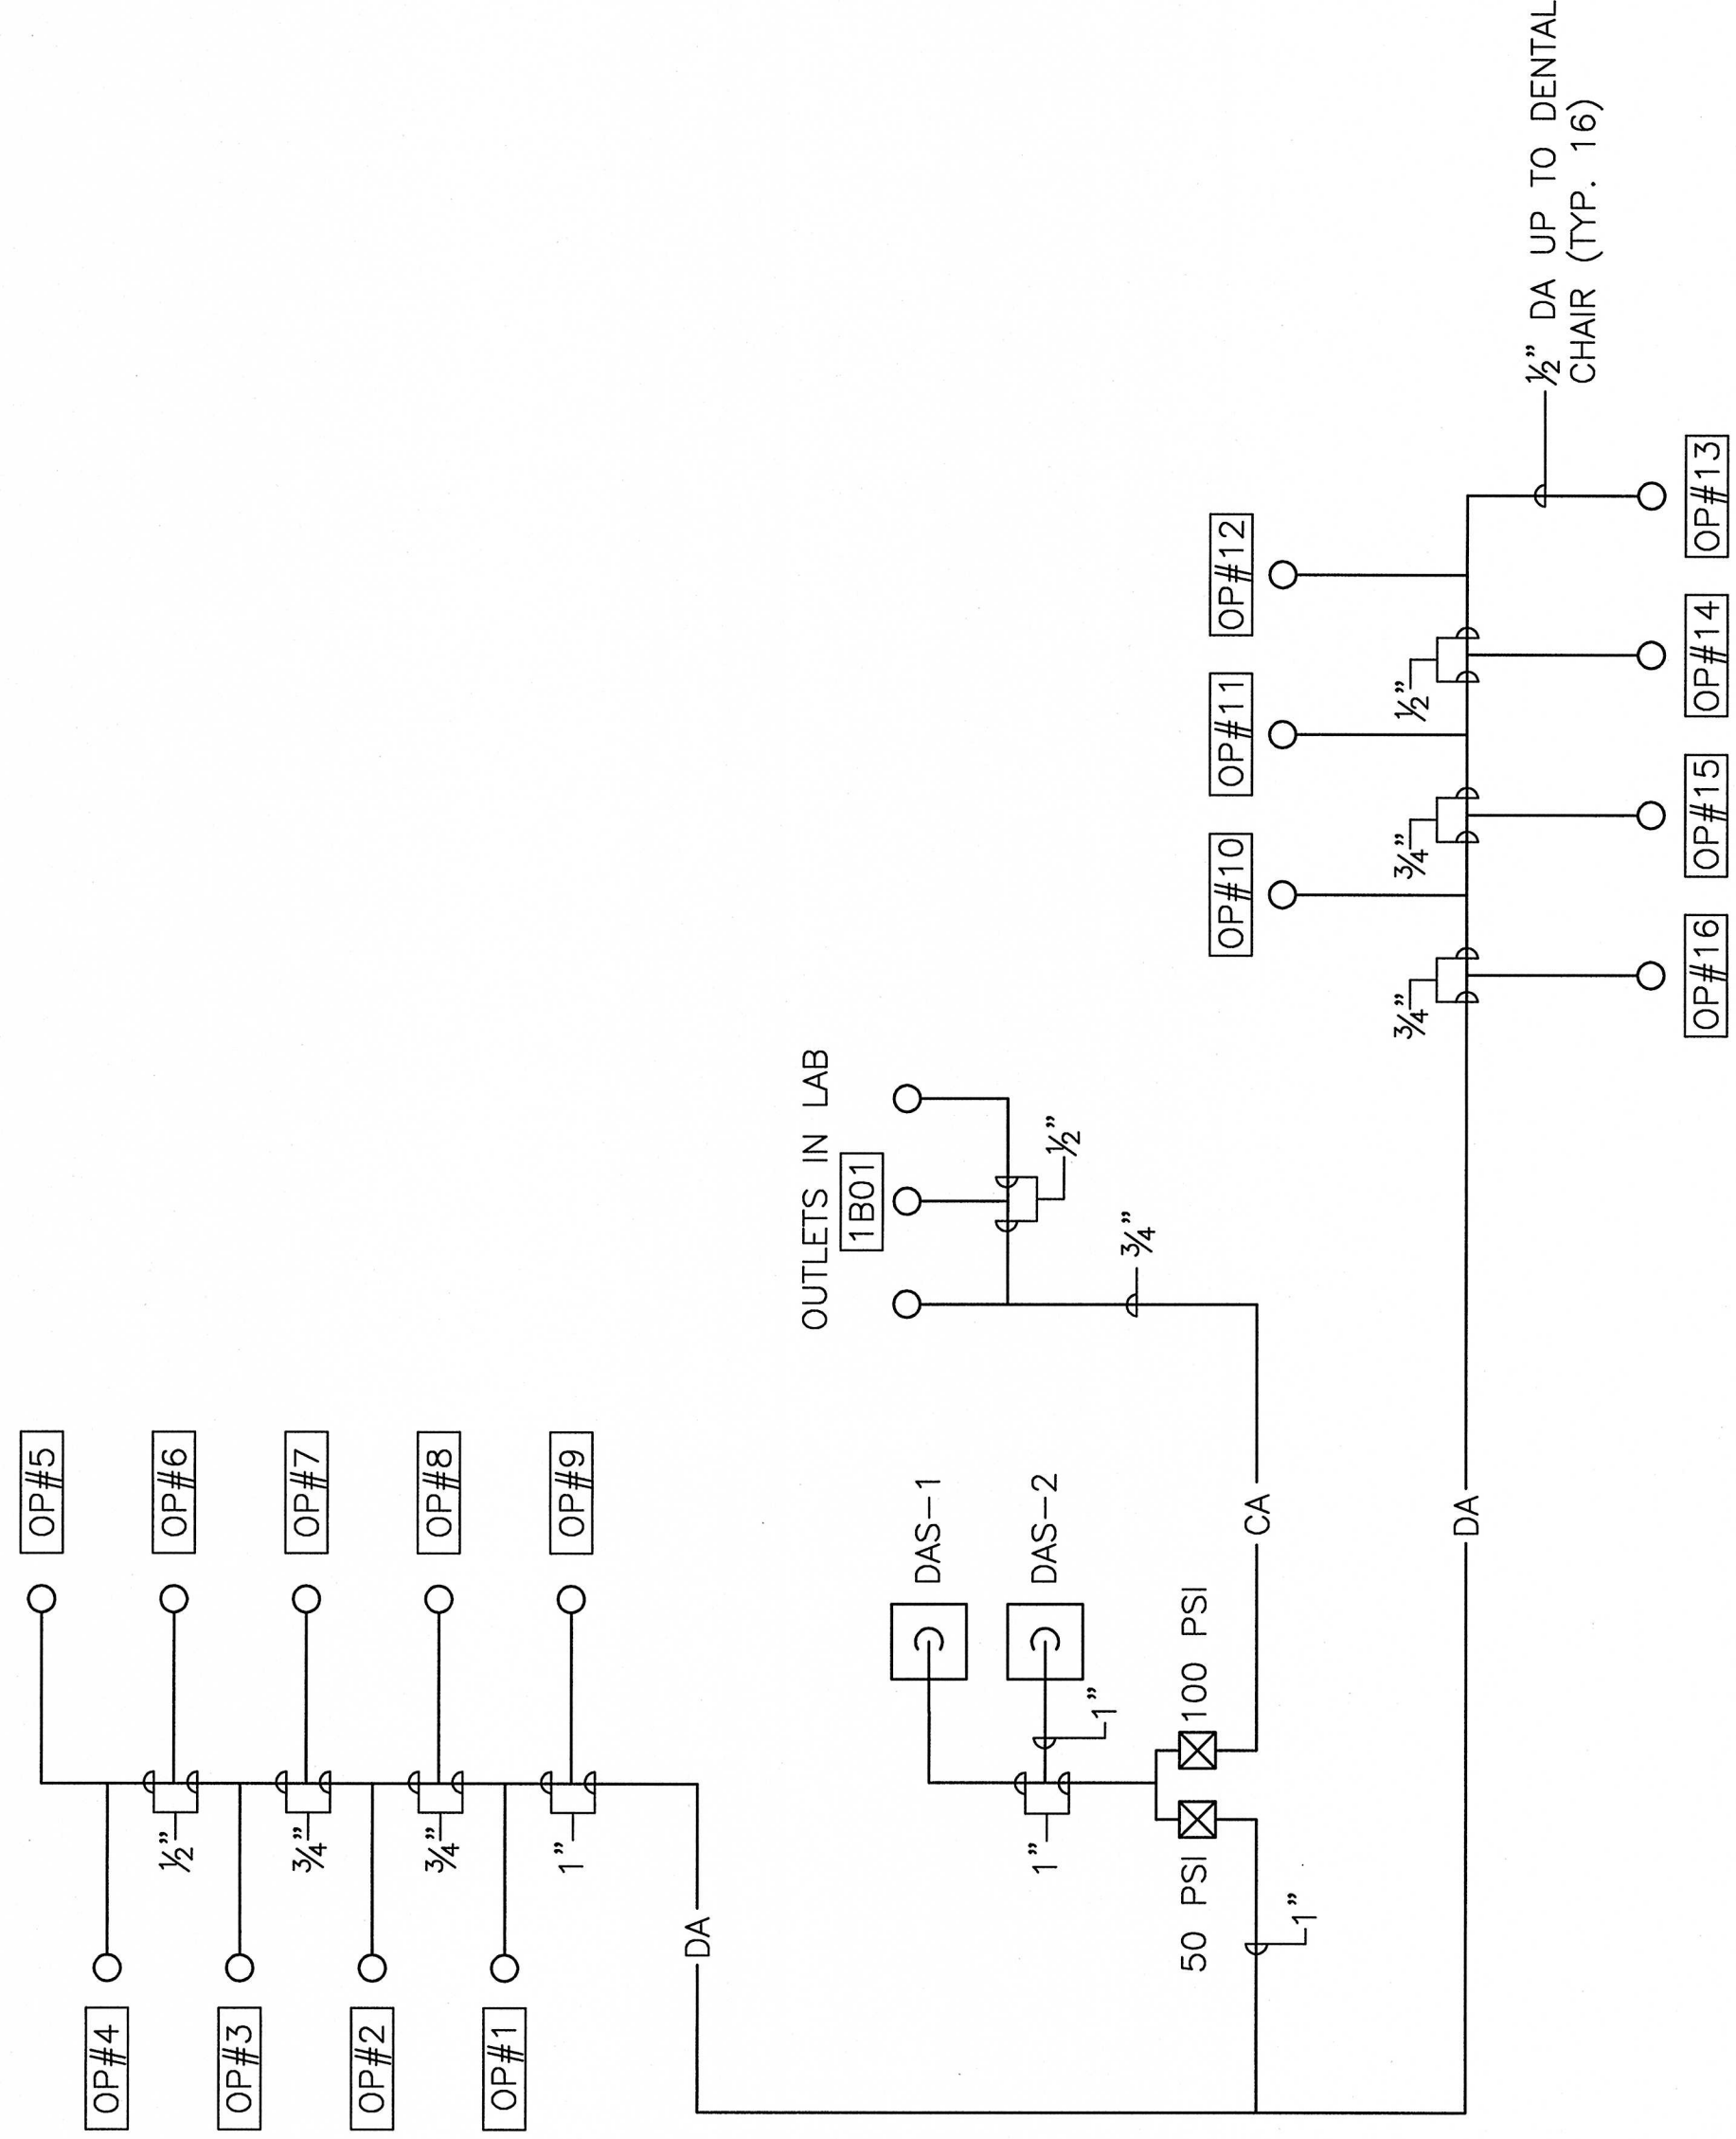 OP#5
OP#6
OP#7
OP#8
OP#9
OP#4
OP#3
OP#2
OP#1
½”
¾”
¾”
1”
DA
OUTLETS IN LAB
1B01
½”
¾”
DAS-1
DAS-2
1”
1”
50 PSI
100 PSI
1”
CA
DA
OP#10
OP#11
OP#12
¾”
¾”
½”
OP#16
OP#15
OP#14
OP#13
½” DA UP TO DENTAL
CHAIR (TYP. 16)